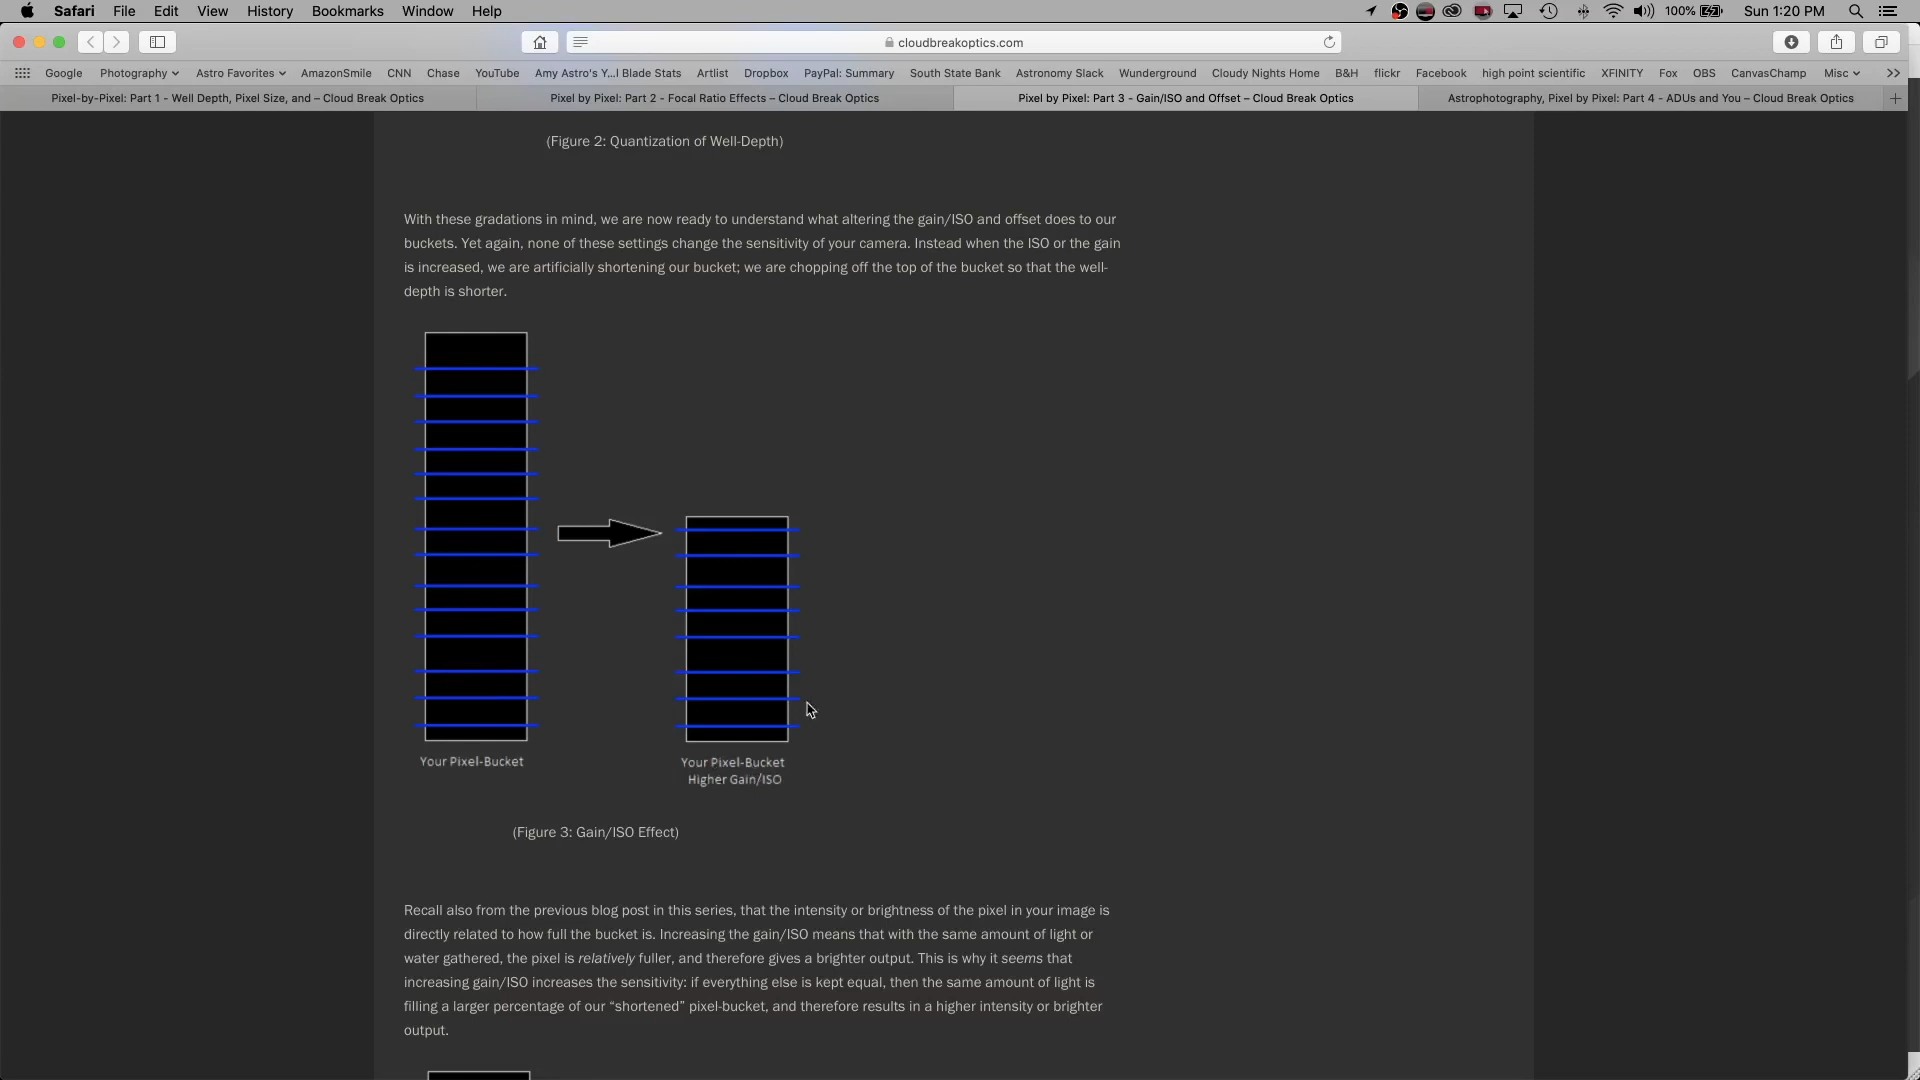 Safari File Edit View History Bookmarks Window Help 100% Sun 1:20 PM
cloudbreakoptics.com
Google Photography Astro Favorites AmazonSmile CNN Chase YouTube Amy Astro's Y...l Blade Stats Artlist Dropbox PayPal: Summary South State Bank Astronomy Slack Wunderground Cloudy Nights Home B&H flickr Facebook high point scientific XFINITY Fox OBS CanvasChamp Misc
Pixel-by-Pixel: Part 1 - Well Depth, Pixel Size, and – Cloud Break Optics Pixel by Pixel: Part 2 - Focal Ratio Effects – Cloud Break Optics Pixel by Pixel: Part 3 - Gain/ISO and Offset – Cloud Break Optics Astrophotography, Pixel by Pixel: Part 4 - ADUs and You – Cloud Break Optics
(Figure 2: Quantization of Well-Depth)
With these gradations in mind, we are now ready to understand what altering the gain/ISO and offset does to our
buckets. Yet again, none of these settings change the sensitivity of your camera. Instead when the ISO or the gain
is increased, we are artificially shortening our bucket; we are chopping off the top of the bucket so that the well-
depth is shorter.
Your Pixel-Bucket
Your Pixel-Bucket
Higher Gain/ISO
(Figure 3: Gain/ISO Effect)
Recall also from the previous blog post in this series, that the intensity or brightness of the pixel in your image is
directly related to how full the bucket is. Increasing the gain/ISO means that with the same amount of light or
water gathered, the pixel is relatively fuller, and therefore gives a brighter output. This is why it seems that
increasing gain/ISO increases the sensitivity: if everything else is kept equal, then the same amount of light is
filling a larger percentage of our “shortened” pixel-bucket, and therefore results in a higher intensity or brighter
output.